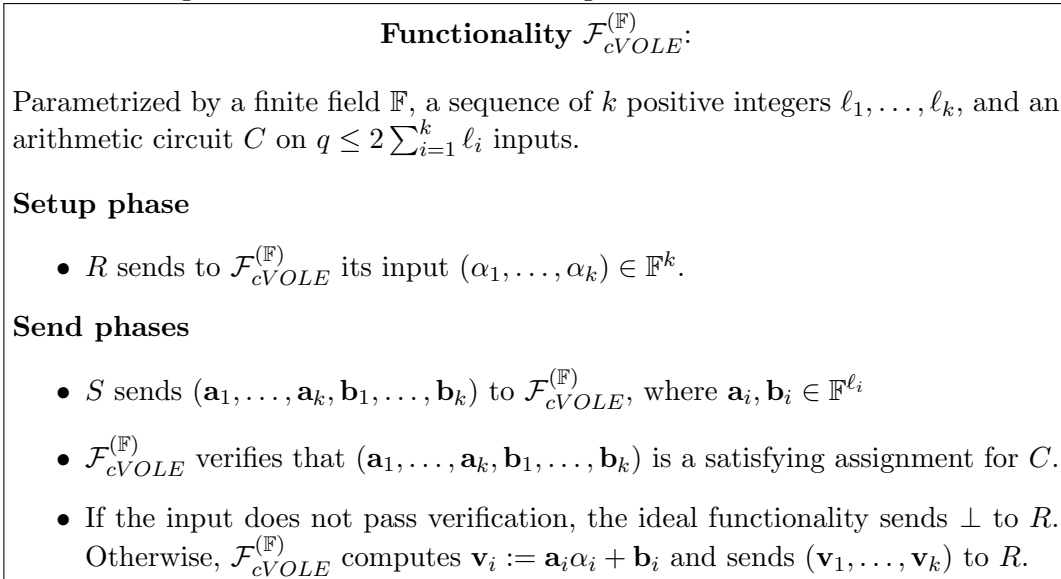 Functionality $\mathcal{F}_{cVOLE}^{(\mathbb{F})}$:
Parametrized by a finite field $\mathbb{F}$, a sequence of $k$ positive integers $\ell_1, \ldots, \ell_k$, and an
arithmetic circuit $C$ on $q \leq 2 \sum_{i=1}^{k} \ell_i$ inputs.
Setup phase
• $R$ sends to $\mathcal{F}_{cVOLE}^{(\mathbb{F})}$ its input $(\alpha_1, \ldots, \alpha_k) \in \mathbb{F}^k$.
Send phases
• $S$ sends $(\mathbf{a}_1, \ldots, \mathbf{a}_k, \mathbf{b}_1, \ldots, \mathbf{b}_k)$ to $\mathcal{F}_{cVOLE}^{(\mathbb{F})}$, where $\mathbf{a}_i, \mathbf{b}_i \in \mathbb{F}^{\ell_i}$
• $\mathcal{F}_{cVOLE}^{(\mathbb{F})}$ verifies that $(\mathbf{a}_1, \ldots, \mathbf{a}_k, \mathbf{b}_1, \ldots, \mathbf{b}_k)$ is a satisfying assignment for $C$.
• If the input does not pass verification, the ideal functionality sends $\perp$ to $R$.
Otherwise, $\mathcal{F}_{cVOLE}^{(\mathbb{F})}$ computes $\mathbf{v}_i := \mathbf{a}_i \alpha_i + \mathbf{b}_i$ and sends $(\mathbf{v}_1, \ldots, \mathbf{v}_k)$ to $R$.